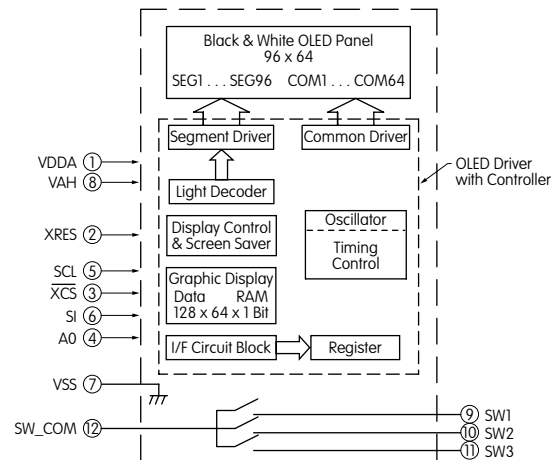 Black & White OLED Panel
96 x 64
SEG1 . . . SEG96 COM1 . . . COM64
Segment Driver
Common Driver
OLED Driver
with Controller
VDDA 1
VAH 8
Light Decoder
XRES 2
Display Control
& Screen Saver
Oscillator
Timing
Control
SCL 5
XCS 3
SI 6
A0 4
Graphic Display
Data RAM
128 x 64 x 1 Bit
I/F Circuit Block
Register
VSS 7
SW_COM 12
9 SW1
10 SW2
11 SW3